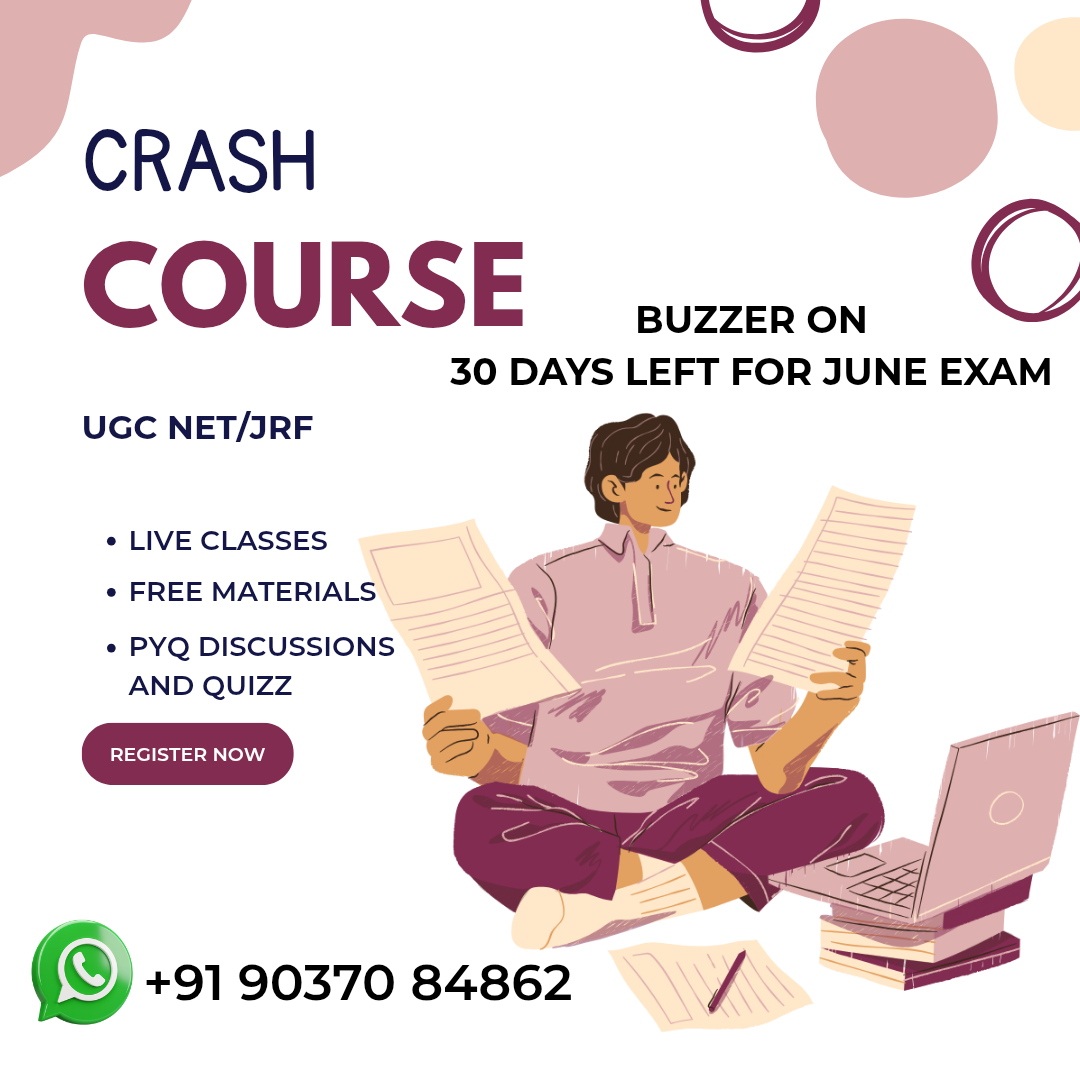 CRASH
COURSE
BUZZER ON
30 DAYS LEFT FOR JUNE EXAM
UGC NET/JRF
• LIVE CLASSES
• FREE MATERIALS
• PYQ DISCUSSIONS
AND QUIZZ
REGISTER NOW
+91 90370 84862